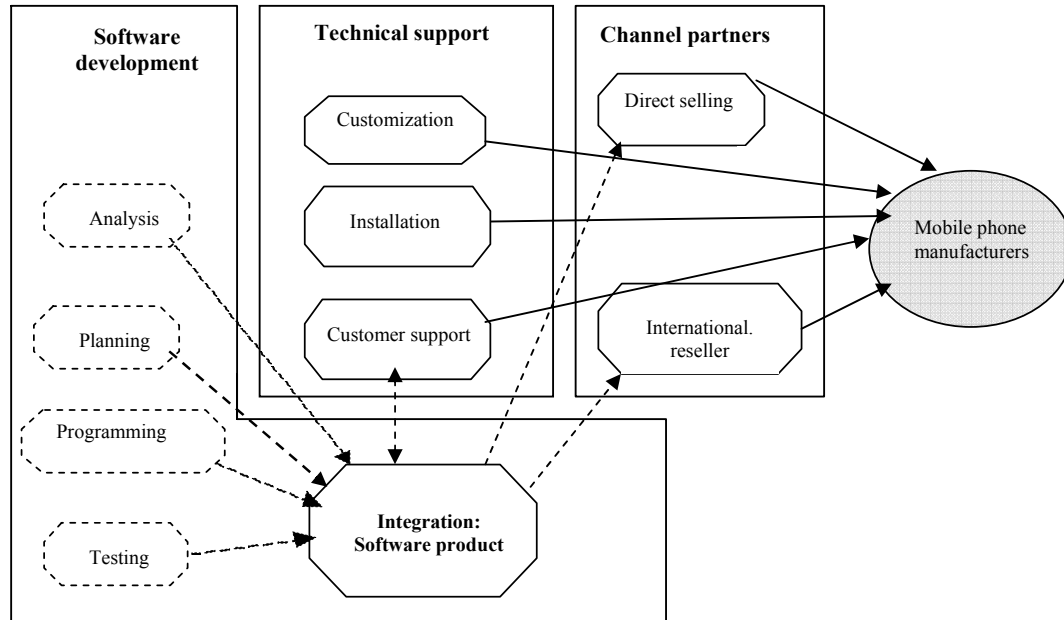 Software
development
Technical support
Channel partners
Direct selling
Customization
Analysis
Installation
Mobile phone
manufacturers
Planning
Customer support
International.
reseller
Programming
Integration:
Software product
Testing